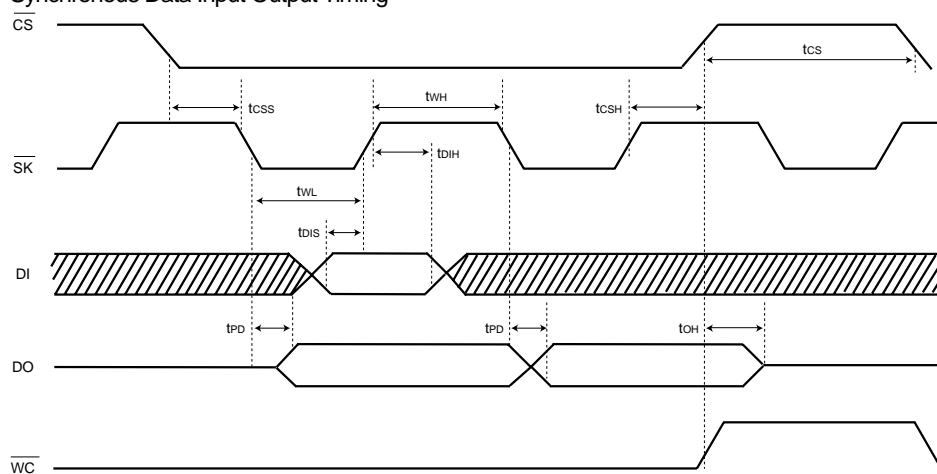 Synchronous Data Input Output Timing
CS
tCS
tCSS
tWH
tCSH
SK
tDIH
tWL
tDIS
DI
tPD
tPD
tOH
DO
WC